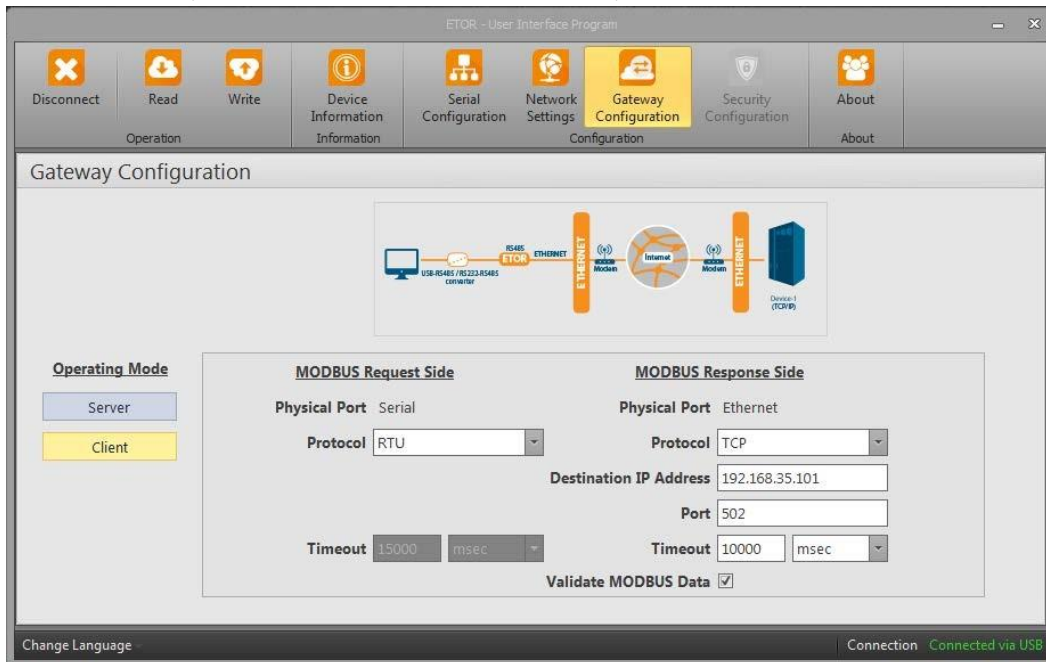 ETOR - User Interface Program
Disconnect
Read
Write
Device
Information
Serial
Configuration
Network
Settings
Gateway
Configuration
Security
Configuration
About
Operation
Information
Configuration
About
Gateway Configuration
USB-RS485 /RS232-RS485
converter
RS485
ETOR
ETHERNET
ETHERNET
Modem
Internet
Modem
ETHERNET
Device-1
(TCP/IP)
Operating Mode
Server
Client
MODBUS Request Side
Physical Port Serial
Protocol RTU
Timeout 15000 msec
MODBUS Response Side
Physical Port Ethernet
Protocol TCP
Destination IP Address 192.168.35.101
Port 502
Timeout 10000 msec
Validate MODBUS Data
Change Language
Connection Connected via USB